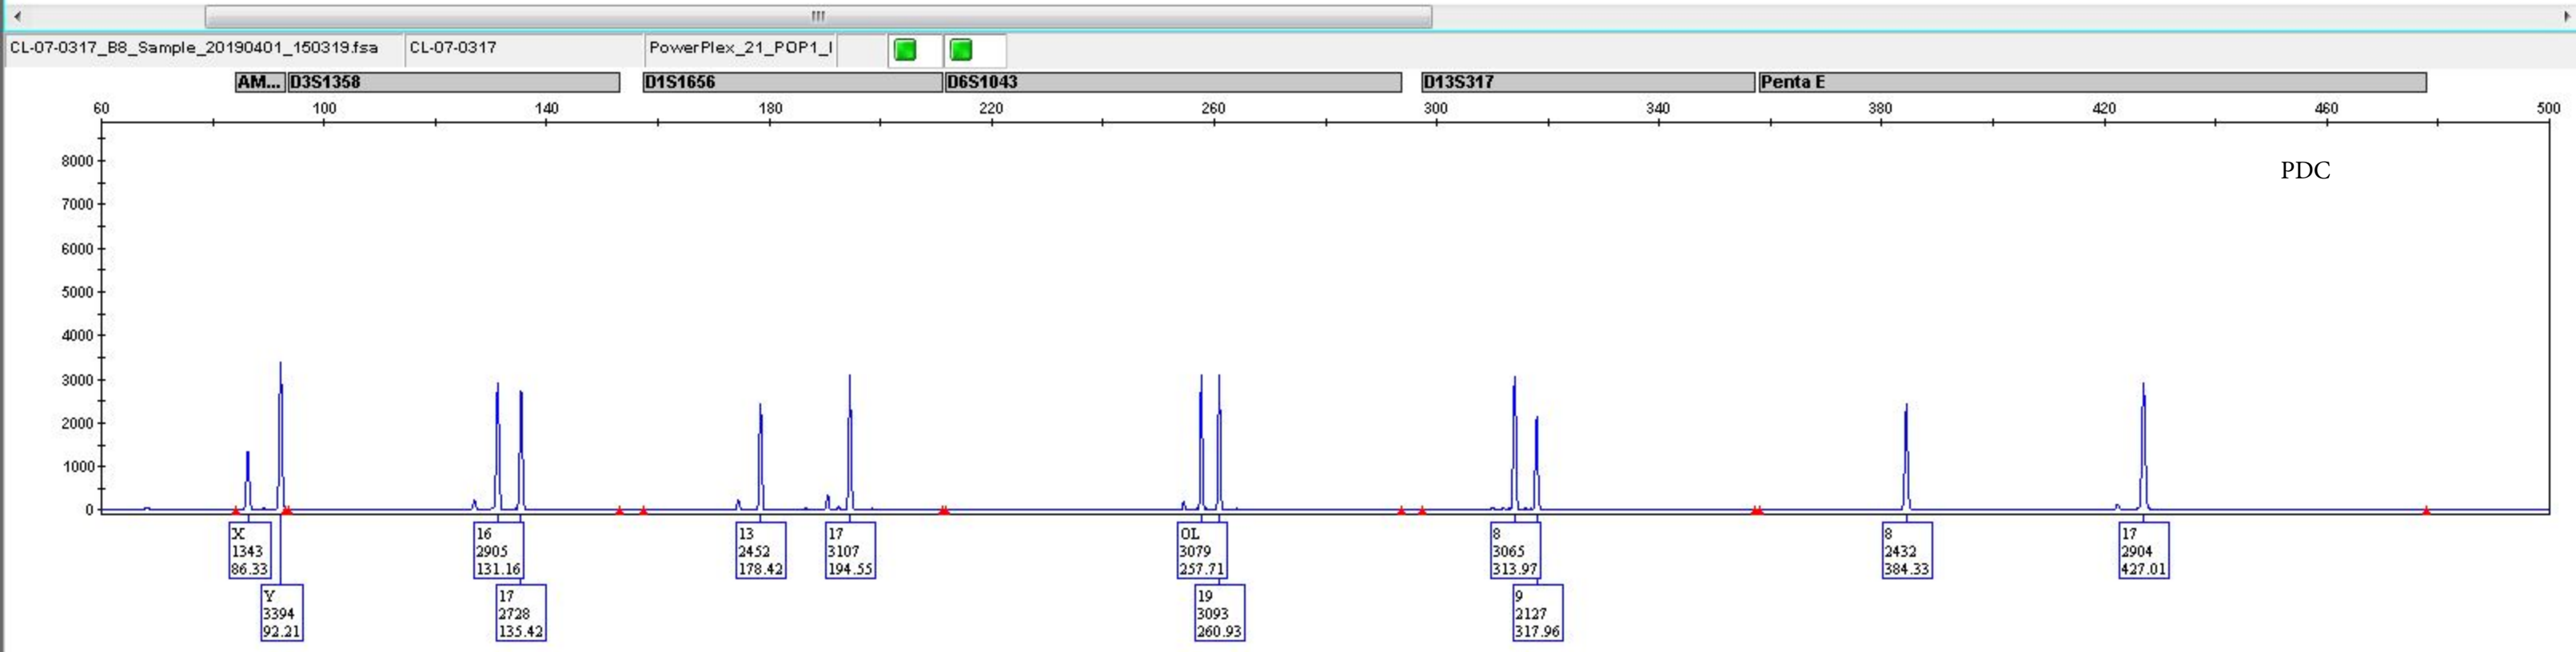 CL-07-0317_B8_Sample_20190401_150319.fsa CL-07-0317 PowerPlex_21_POP1_I
AM... D3S1358 D1S1656 D6S1043 D13S317 Penta E
60 100 140 180 220 260 300 340 380 420 460 500
8000
PDC
7000
6000
5000
4000
3000
2000
1000
0
X 16 13 17 OL 8 8 17
1343 2905 2452 3107 3079 3065 2432 2904
86.33 131.16 178.42 194.55 257.71 313.97 384.33 427.01
Y 17 19 9
3394 2728 3093 2127
92.21 135.42 260.93 317.96